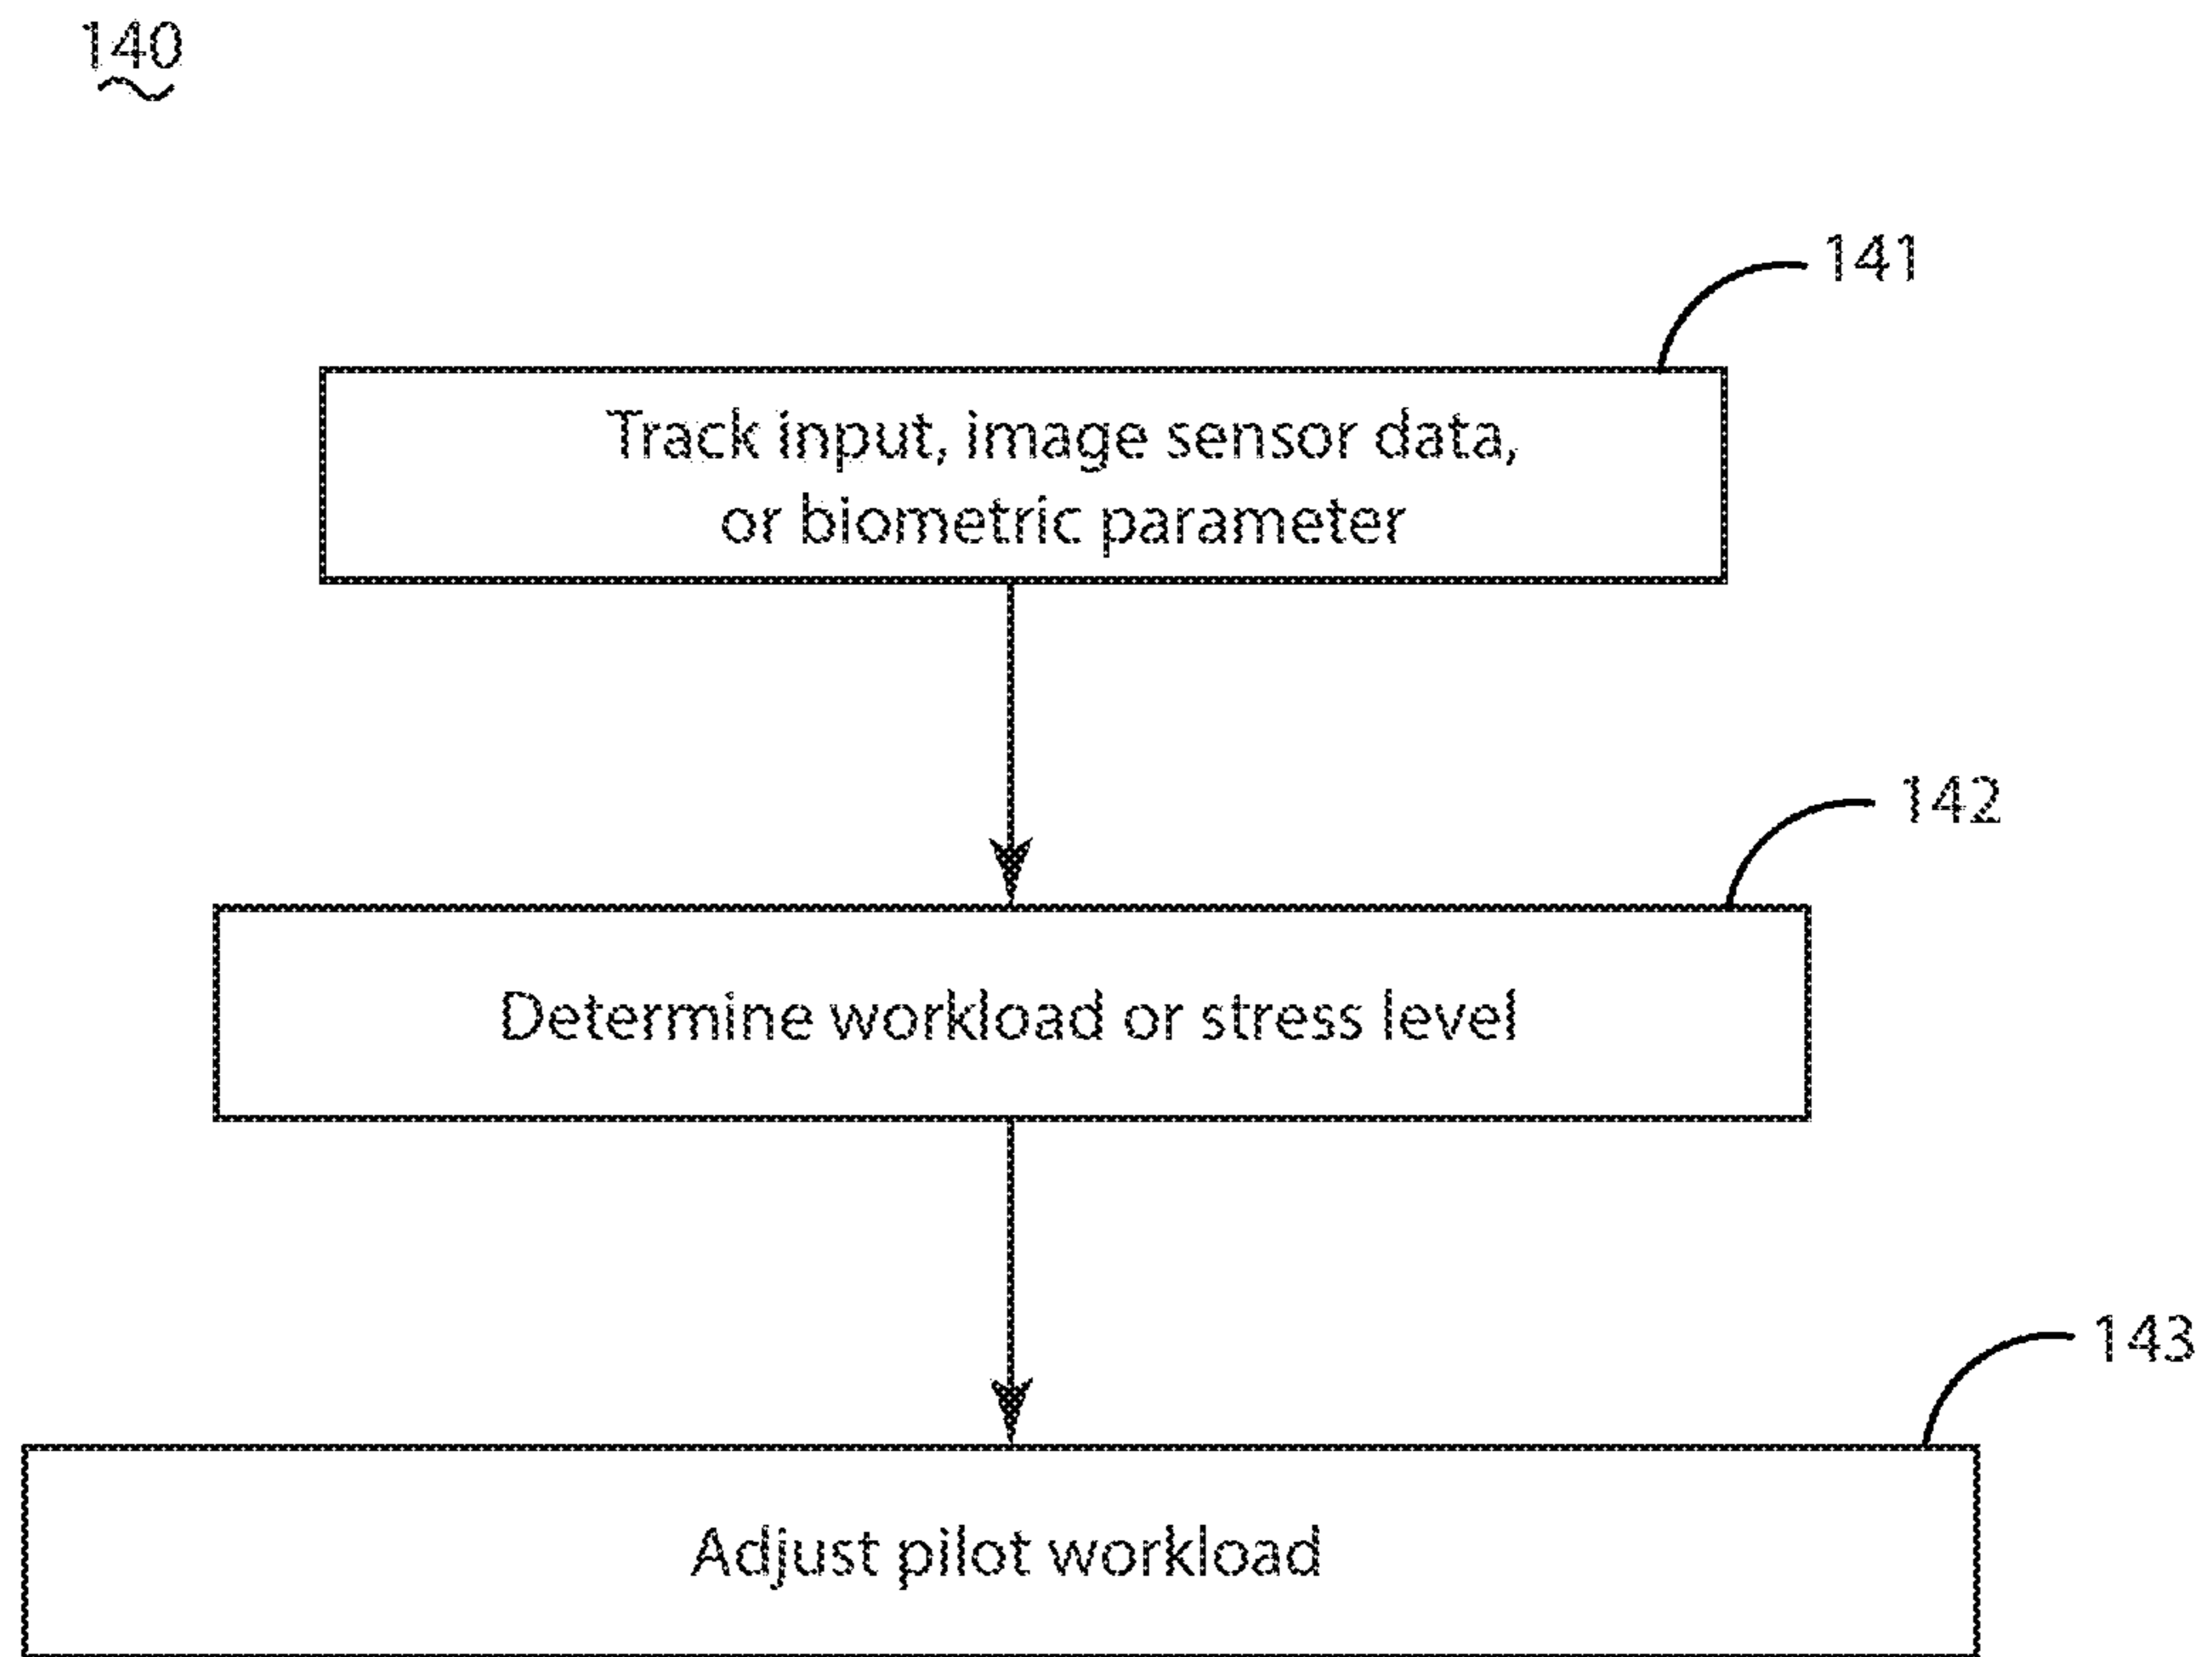 140
141
Track input, image sensor data,
or biometric parameter
142
Determine workload or stress level
143
Adjust pilot workload